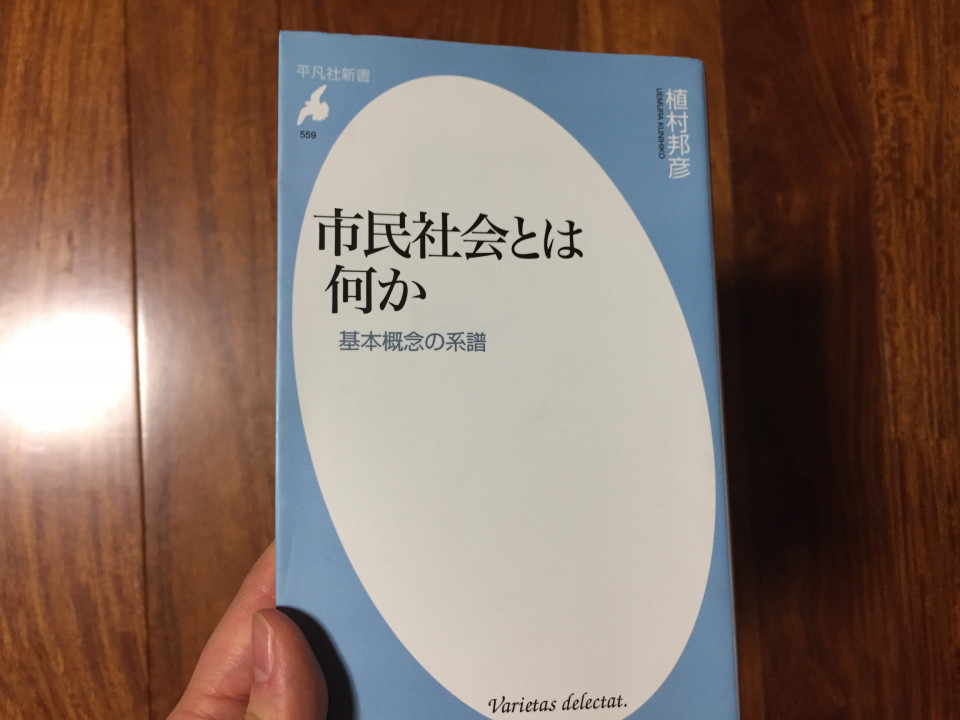 平凡社新書
559
植村邦彦
UEMURA KUNIHIKO
市民社会とは
何か
基本概念の系譜
Varietas delectat.